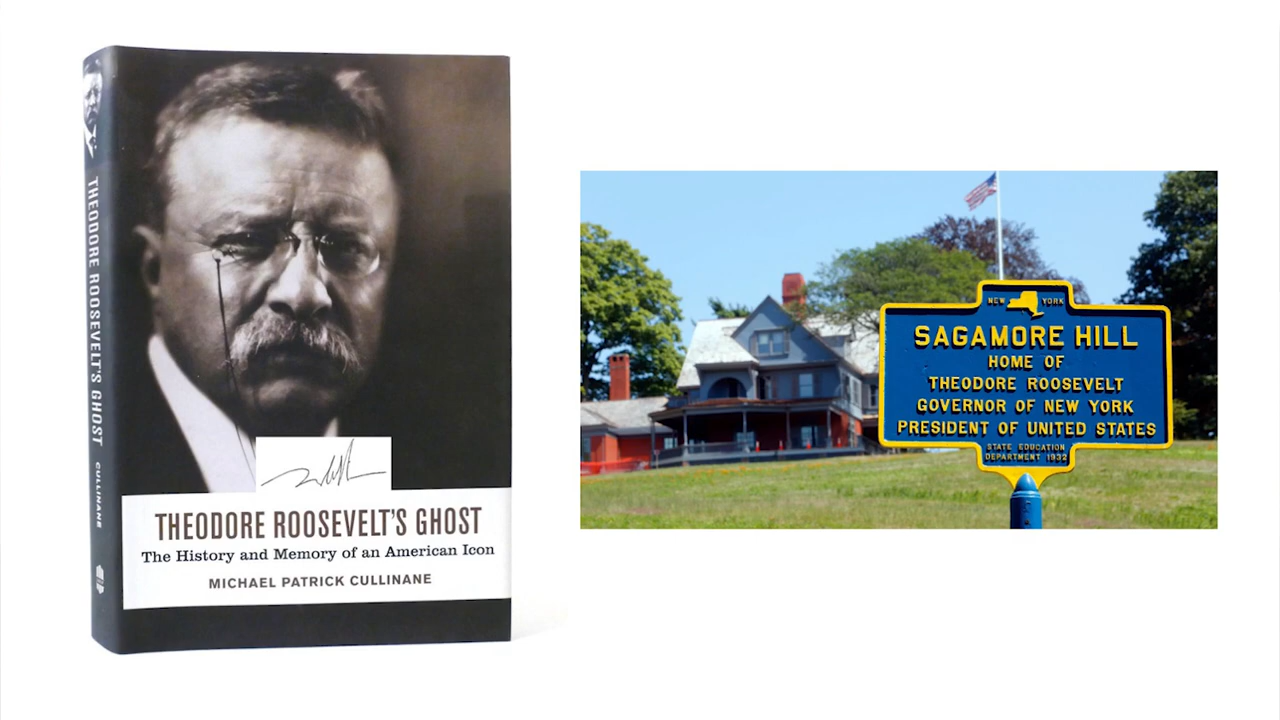 THEODORE ROOSEVELT'S GHOST
CULLINANE
THEODORE ROOSEVELT'S GHOST
The History and Memory of an American Icon
MICHAEL PATRICK CULLINANE
NEW YORK
SAGAMORE HILL
HOME OF
THEODORE ROOSEVELT
GOVERNOR OF NEW YORK
PRESIDENT OF UNITED STATES
STATE EDUCATION
DEPARTMENT 1932